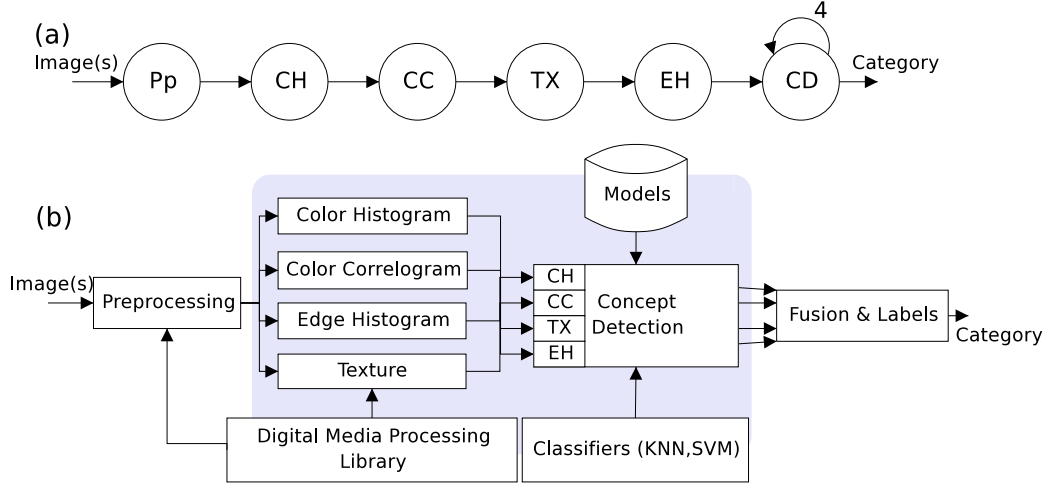 (a)
4
Image(s)
Pp
CH
CC
TX
EH
CD
Category
(b)
Models
Color Histogram
Color Correlogram
Edge Histogram
Texture
Image(s)
Preprocessing
CH
CC
TX
EH
Concept
Detection
Fusion & Labels
Category
Digital Media Processing
Library
Classifiers (KNN,SVM)